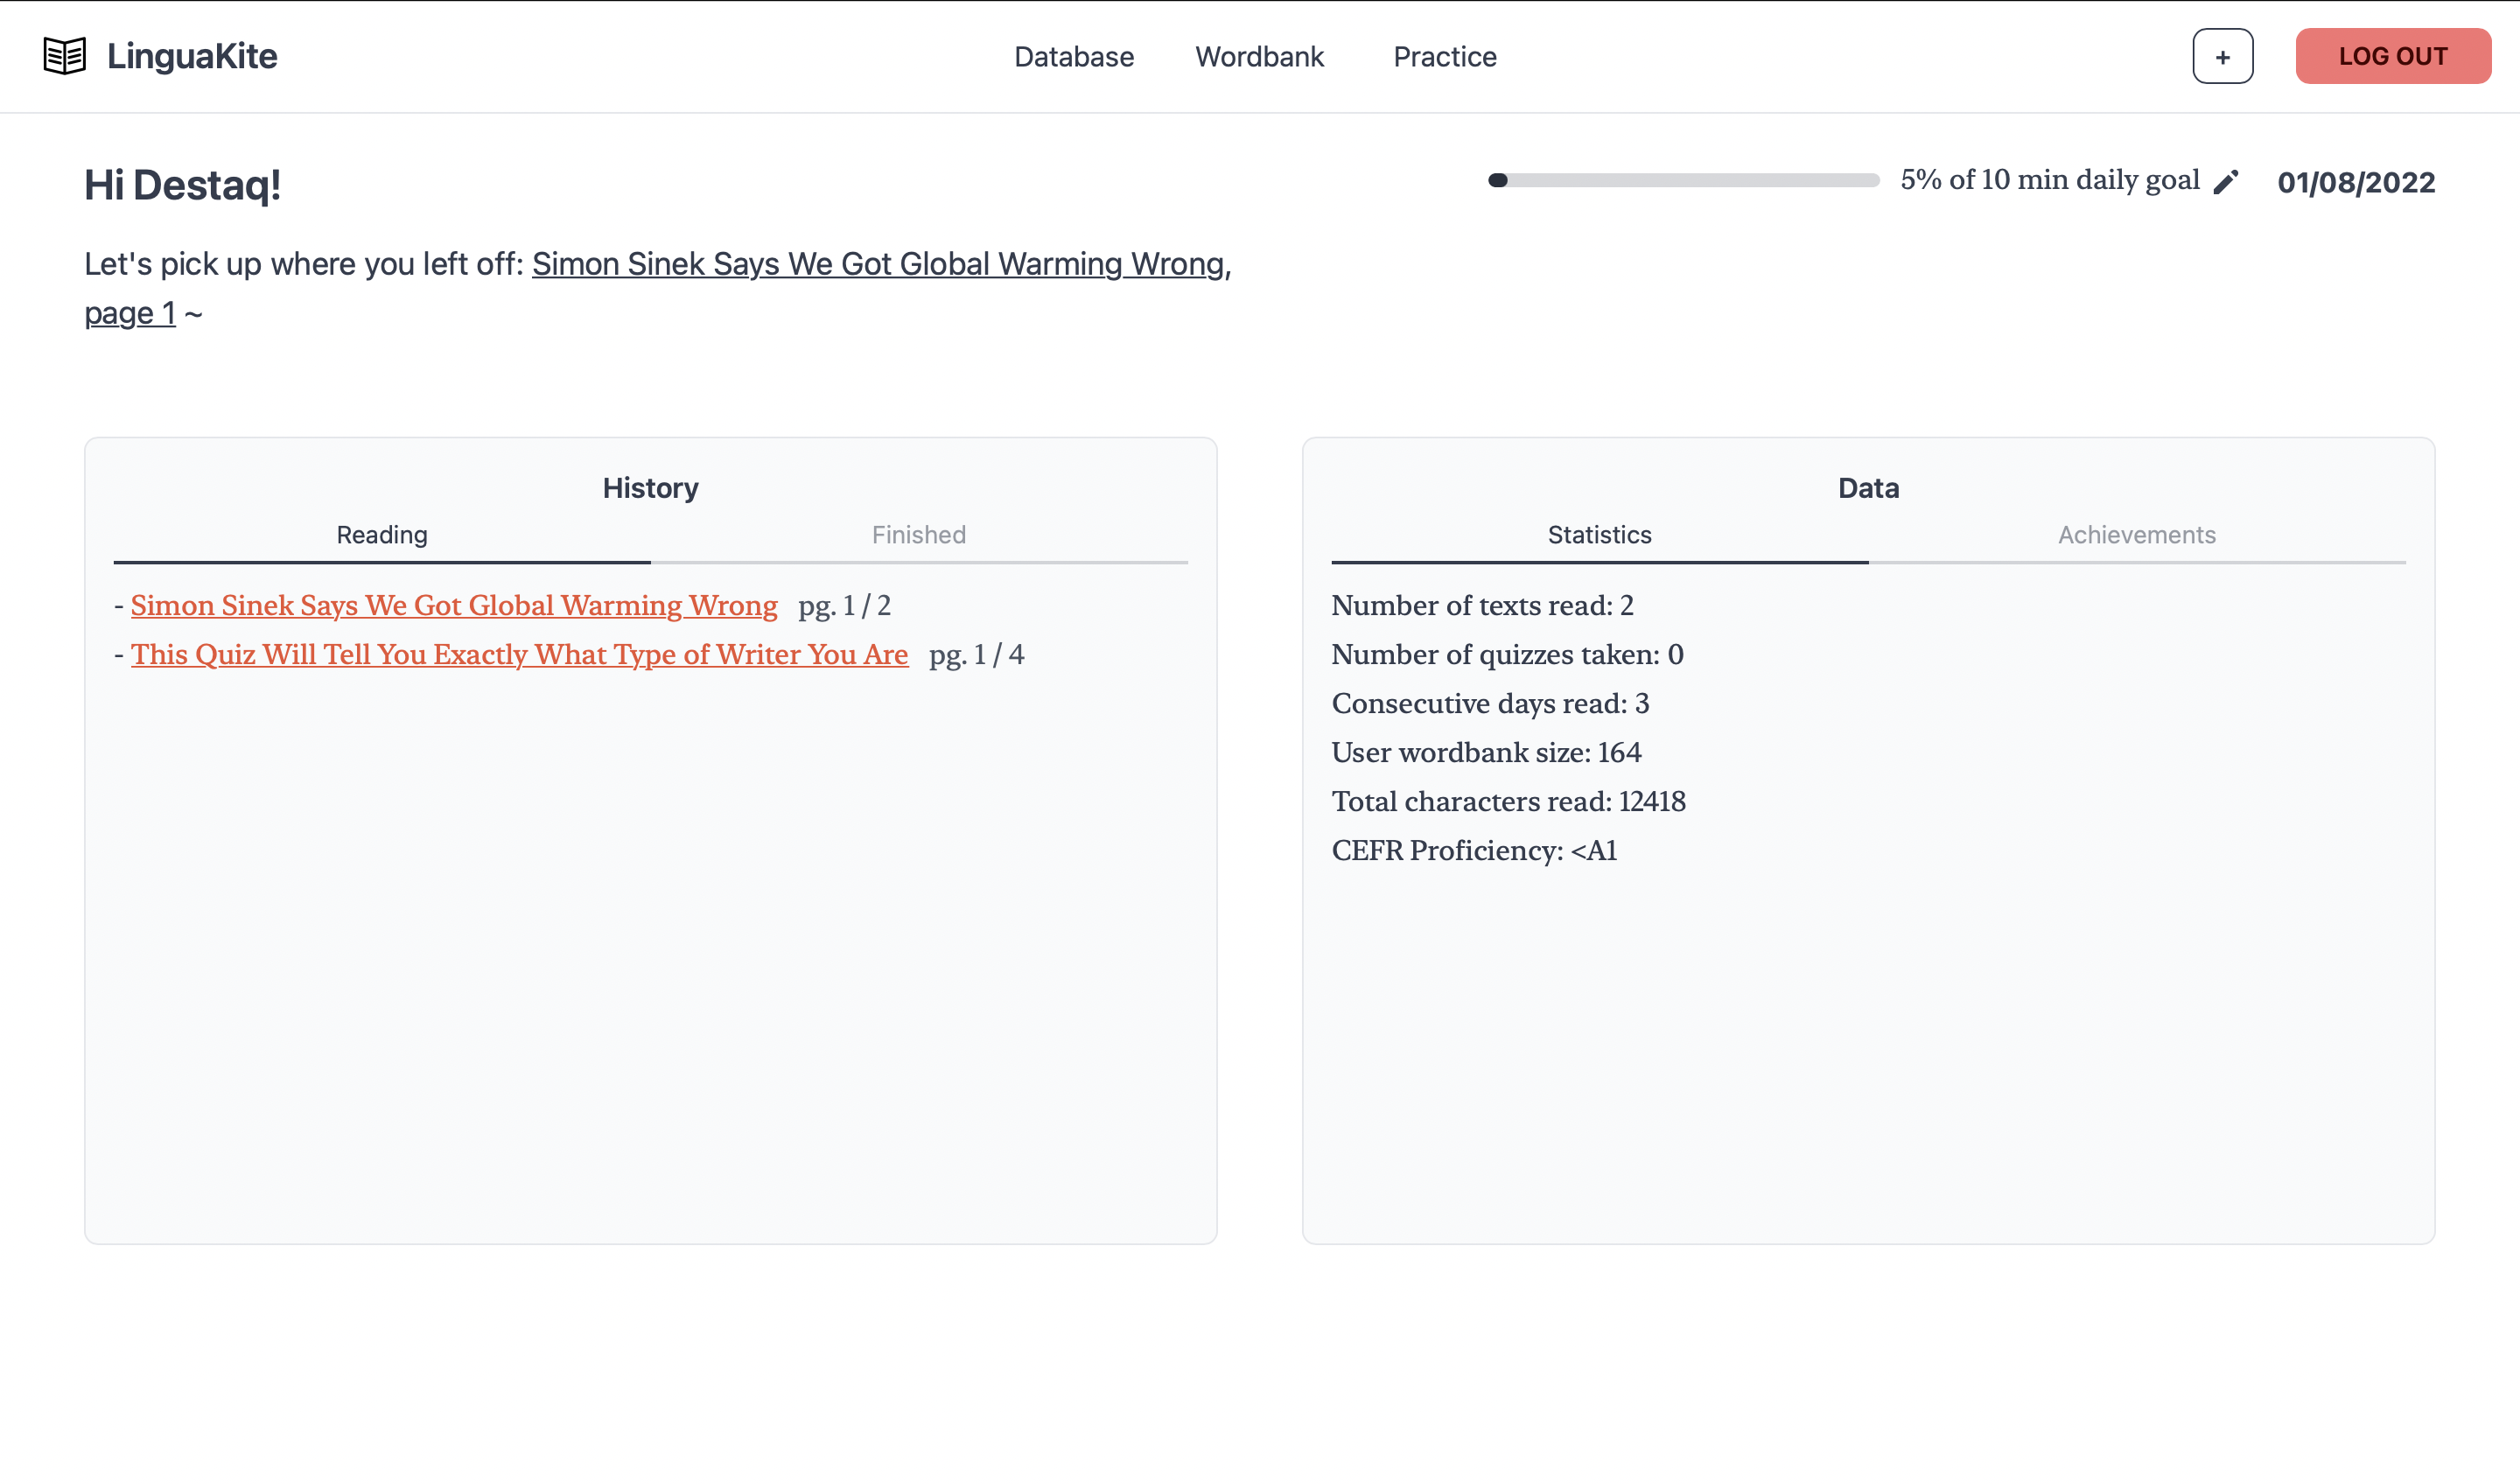 LinguaKite
Database
Wordbank
Practice
+
LOG OUT
Hi Destaq!
5% of 10 min daily goal
01/08/2022
Let's pick up where you left off: Simon Sinek Says We Got Global Warming Wrong,
page 1 ~
History
Reading
Finished
- Simon Sinek Says We Got Global Warming Wrong pg. 1 / 2
- This Quiz Will Tell You Exactly What Type of Writer You Are pg. 1 / 4
Data
Statistics
Achievements
Number of texts read: 2
Number of quizzes taken: 0
Consecutive days read: 3
User wordbank size: 164
Total characters read: 12418
CEFR Proficiency: <A1